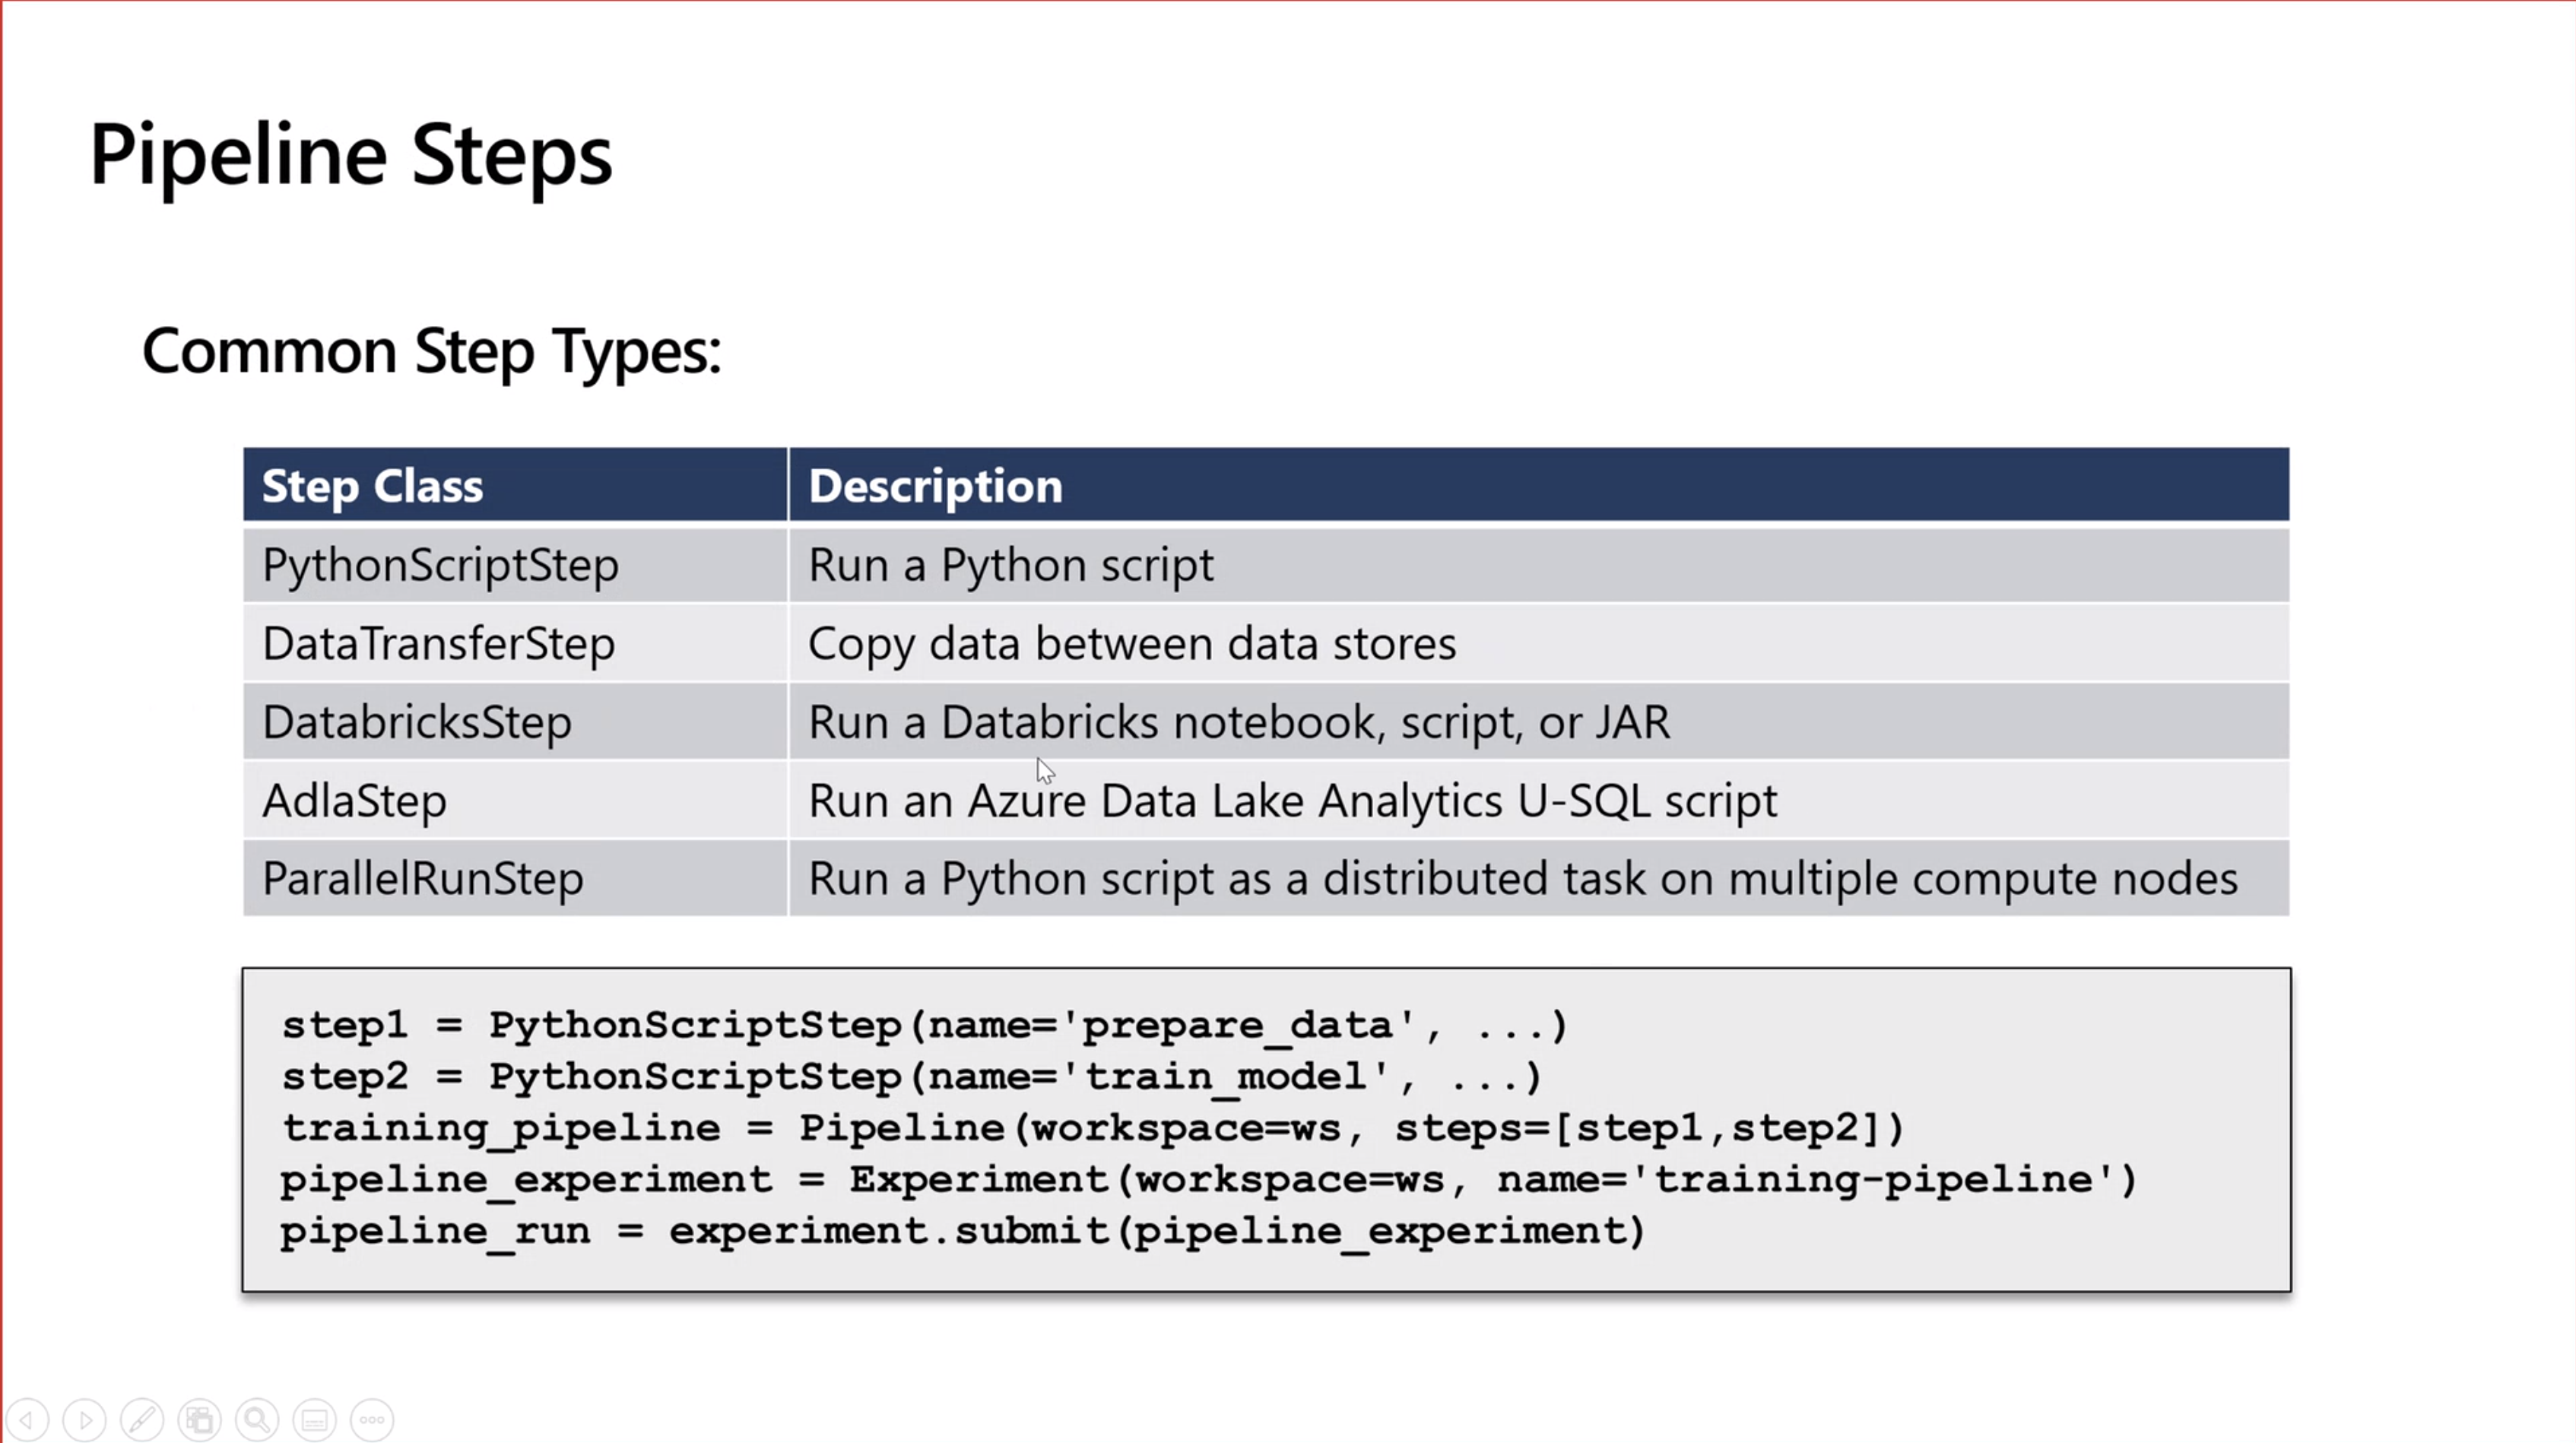 Pipeline Steps
Common Step Types:
Step Class Description
PythonScriptStep Run a Python script
DataTransferStep Copy data between data stores
DatabricksStep Run a Databricks notebook, script, or JAR
AdlaStep Run an Azure Data Lake Analytics U-SQL script
ParallelRunStep Run a Python script as a distributed task on multiple compute nodes
step1 = PythonScriptStep(name='prepare_data', ...)
step2 = PythonScriptStep(name='train_model', ...)
training_pipeline = Pipeline(workspace=ws, steps=[step1,step2])
pipeline_experiment = Experiment(workspace=ws, name='training-pipeline')
pipeline_run = experiment.submit(pipeline_experiment)